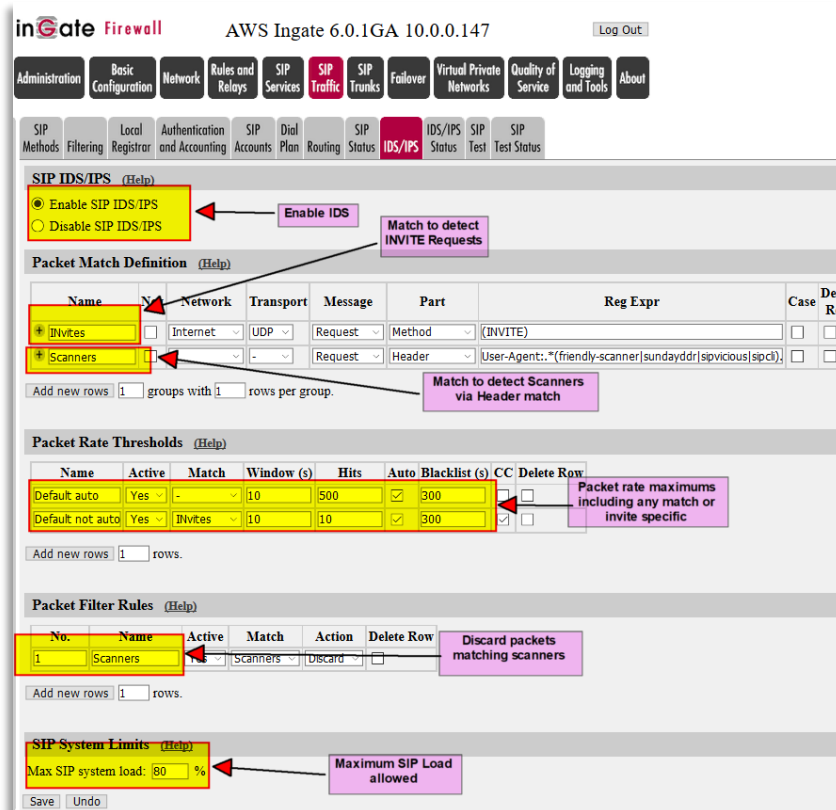 inGate Firewall AWS Ingate 6.0.1GA 10.0.0.147 Log Out
Administration Basic Configuration Network Rules and Relays SIP Services SIP Traffic SIP Trunks Failover Virtual Private Networks Quality of Service Logging and Tools About
SIP Methods Filtering Local Registrar Authentication and Accounting SIP Accounts Dial Plan Routing SIP Status IDS/IPS IDS/IPS Status SIP Test SIP Test Status
SIP IDS/IPS (Help)
Enable SIP IDS/IPS
Disable SIP IDS/IPS
Enable IDS
Match to detect
INVITE Requests
Packet Match Definition (Help)
Name Network Transport Message Part Reg Expr Case
INvites Internet UDP Request Method (INVITE)
Scanners - Request Header User-Agent:.*(friendly-scanner|sundayddr|sipvicious|sipcli).
Add new rows 1 groups with 1 rows per group.
Match to detect Scanners
via Header match
Packet Rate Thresholds (Help)
Name Active Match Window (s) Hits Auto Blacklist (s) CC Delete Row
Default auto Yes - 10 500 300
Default not auto Yes INvites 10 10 300
Packet rate maximums
including any match or
invite specific
Add new rows 1 rows.
Packet Filter Rules (Help)
No. Name Active Match Action Delete Row
1 Scanners Yes Scanners Discard
Discard packets
matching scanners
Add new rows 1 rows.
SIP System Limits (Help)
Max SIP system load: 80 %
Maximum SIP Load
allowed
Save Undo